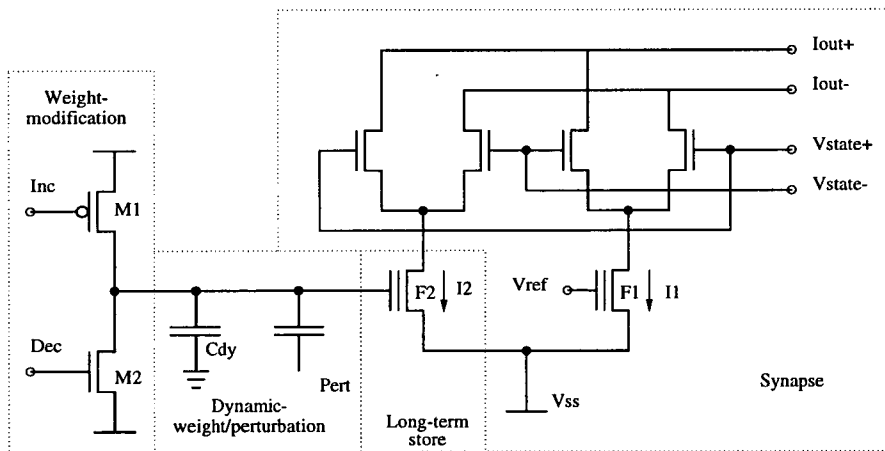 Iout+
Iout-
Weight-
modification
Inc
M1
Vstate+
Vstate-
F2
I2
Vref
F1
I1
Dec
M2
Cdy
Pert
Vss
Synapse
Dynamic-
weight/perturbation
Long-term
store